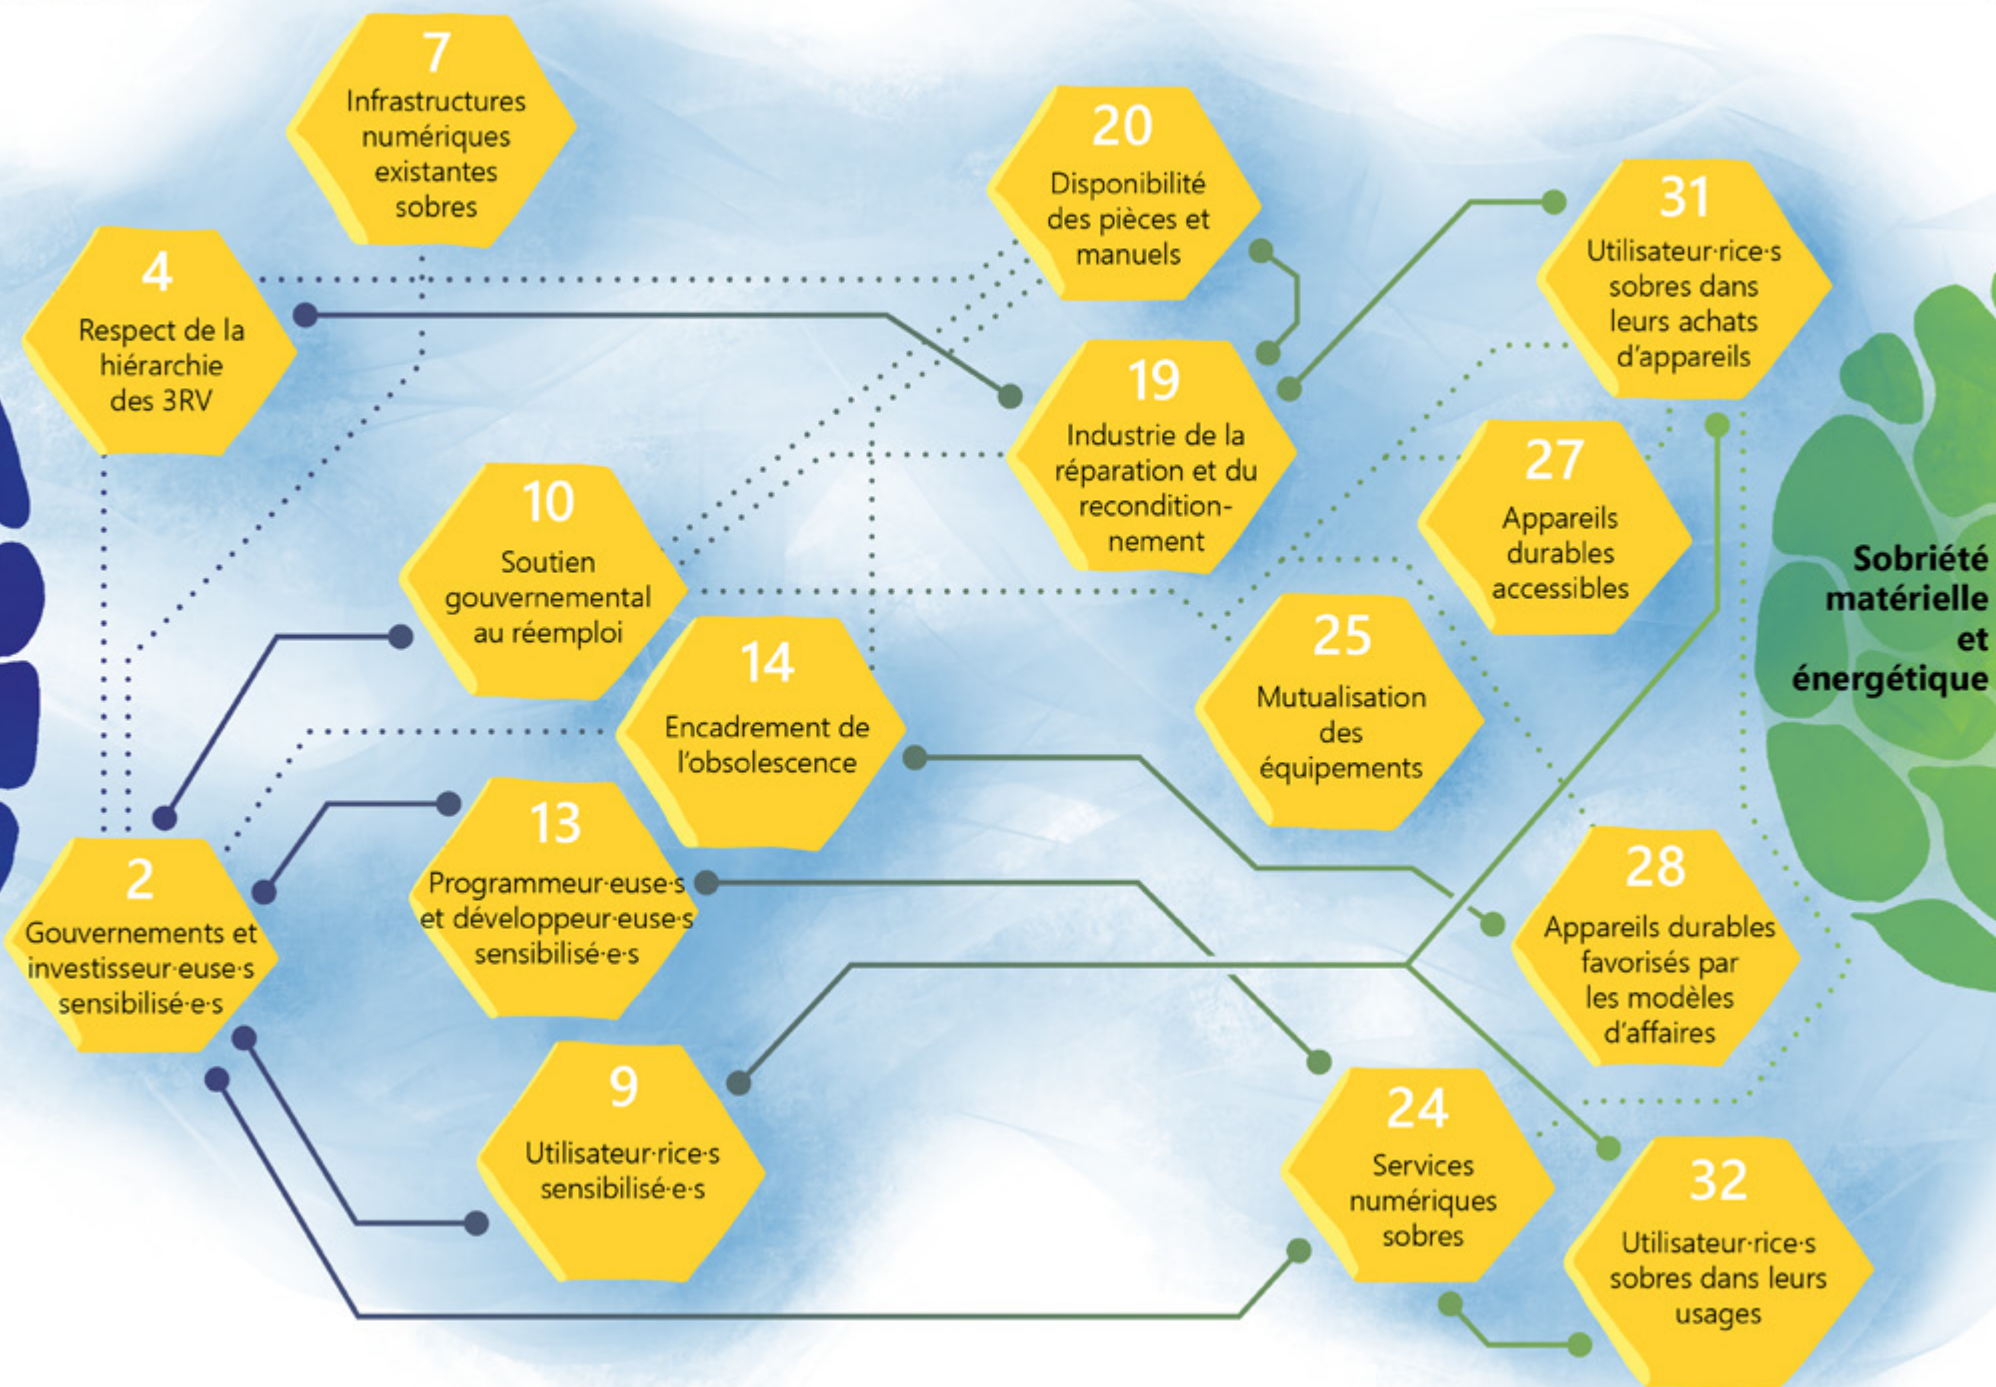 7
Infrastructures
numériques
existantes
sobres
20
Disponibilité
des pièces et
manuels
31
Utilisateur·rice·s
sobres dans
leurs achats
d'appareils
4
Respect de la
hiérarchie
des 3RV
19
Industrie de la
réparation et du
recondition-
nement
27
Appareils
durables
accessibles
10
Soutien
gouvernemental
au réemploi
Sobriété
matérielle
et
énergétique
14
Encadrement de
l'obsolescence
25
Mutualisation
des
équipements
13
Programmeur·euse·s
et développeur·euse·s
sensibilisé·e·s
2
Gouvernements et
investisseur·euse·s
sensibilisé·e·s
28
Appareils durables
favorisés par
les modèles
d'affaires
9
Utilisateur·rice·s
sensibilisé·e·s
24
Services
numériques
sobres
32
Utilisateur·rice·s
sobres dans leurs
usages